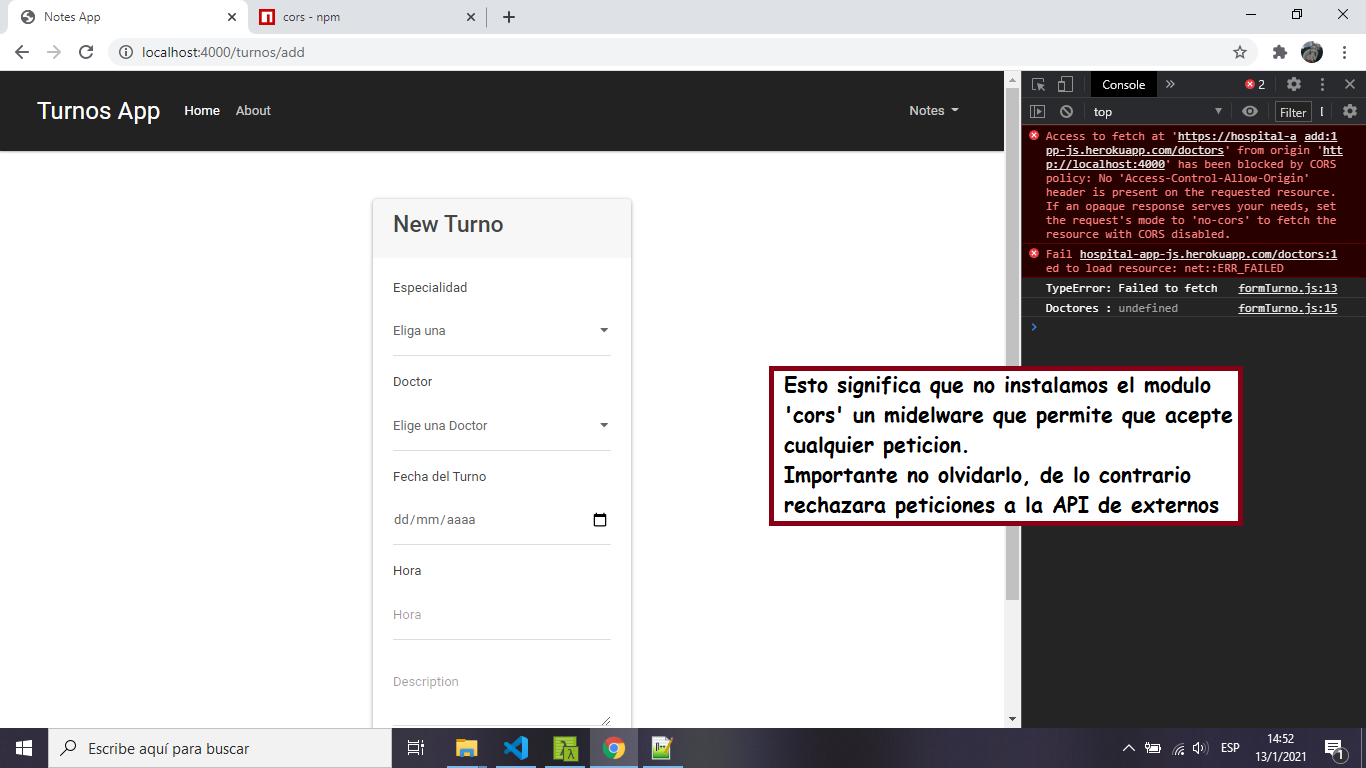 Notes App
cors - npm
localhost:4000/turnos/add
Turnos App
Home
About
Notes
New Turno
Especialidad
Eliga una
Doctor
Elige una Doctor
Fecha del Turno
dd/mm/aaaa
Hora
Hora
Description
Console
2
top
Filter
Access to fetch at 'https://hospital-a add:1
pp-js.herokuapp.com/doctors' from origin 'htt
p://localhost:4000' has been blocked by CORS
policy: No 'Access-Control-Allow-Origin'
header is present on the requested resource.
If an opaque response serves your needs, set
the request's mode to 'no-cors' to fetch the
resource with CORS disabled.
Fail hospital-app-js.herokuapp.com/doctors:1
ed to load resource: net::ERR_FAILED
TypeError: Failed to fetch formTurno.js:13
Doctores : undefined formTurno.js:15
Esto significa que no instalamos el modulo
'cors' un midelware que permite que acepte
cualquier peticion.
Importante no olvidarlo, de lo contrario
rechazara peticiones a la API de externos
Escribe aquí para buscar
ESP
14:52
13/1/2021
1